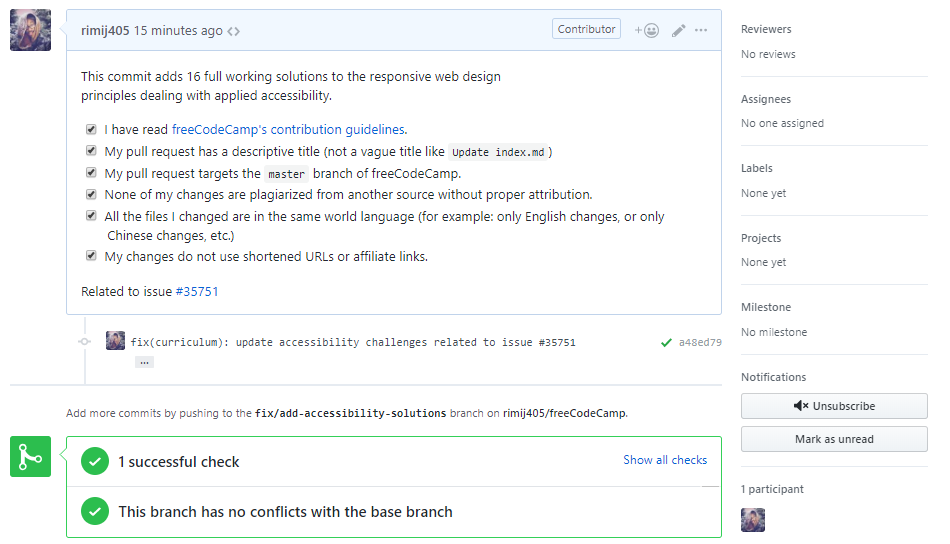 rimij405 15 minutes ago <>
Contributor
This commit adds 16 full working solutions to the responsive web design
principles dealing with applied accessibility.
I have read freeCodeCamp's contribution guidelines.
My pull request has a descriptive title (not a vague title like Update index.md )
My pull request targets the master branch of freeCodeCamp.
None of my changes are plagiarized from another source without proper attribution.
All the files I changed are in the same world language (for example: only English changes, or only
Chinese changes, etc.)
My changes do not use shortened URLs or affiliate links.
Related to issue #35751
fix(curriculum): update accessibility challenges related to issue #35751
a48ed79
...
Add more commits by pushing to the fix/add-accessibility-solutions branch on rimij405/freeCodeCamp.
1 successful check
Show all checks
This branch has no conflicts with the base branch
Reviewers
No reviews
Assignees
No one assigned
Labels
None yet
Projects
None yet
Milestone
No milestone
Notifications
Unsubscribe
Mark as unread
1 participant